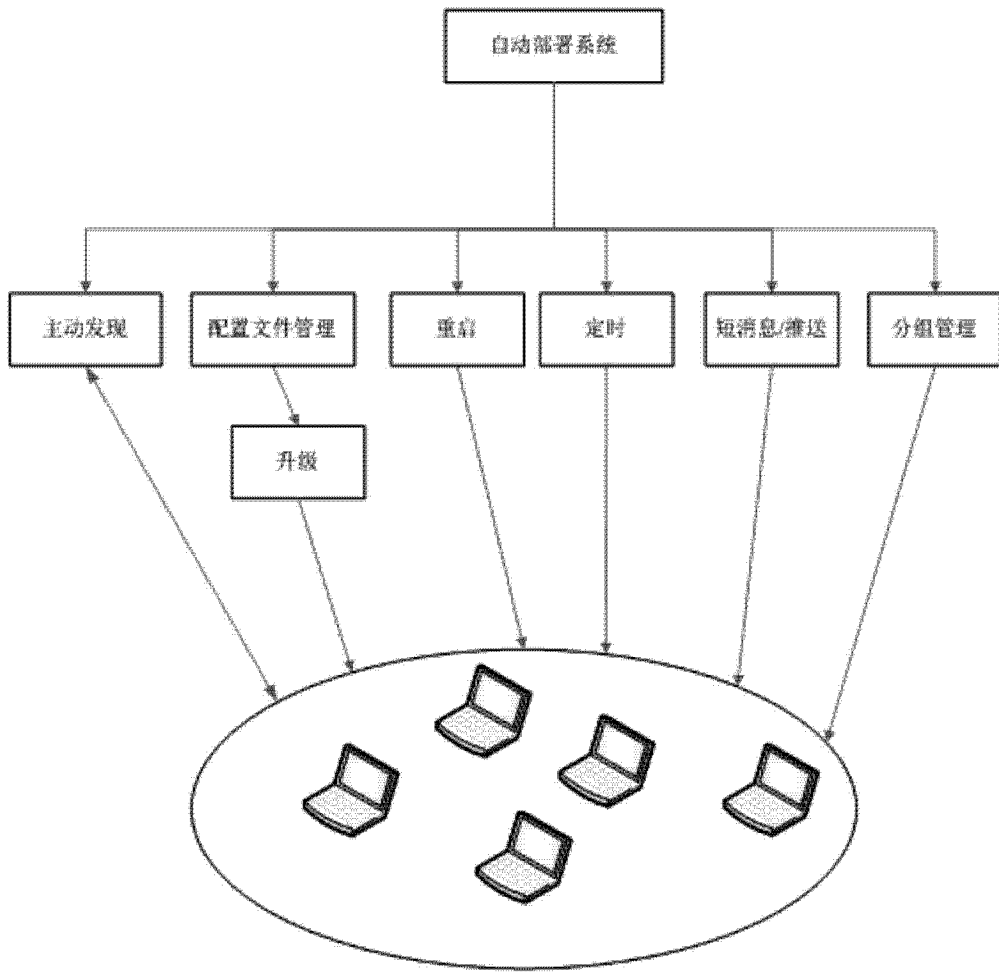 自动部署系统
主动发现
配置文件管理
重启
定时
短消息/推送
分组管理
升级